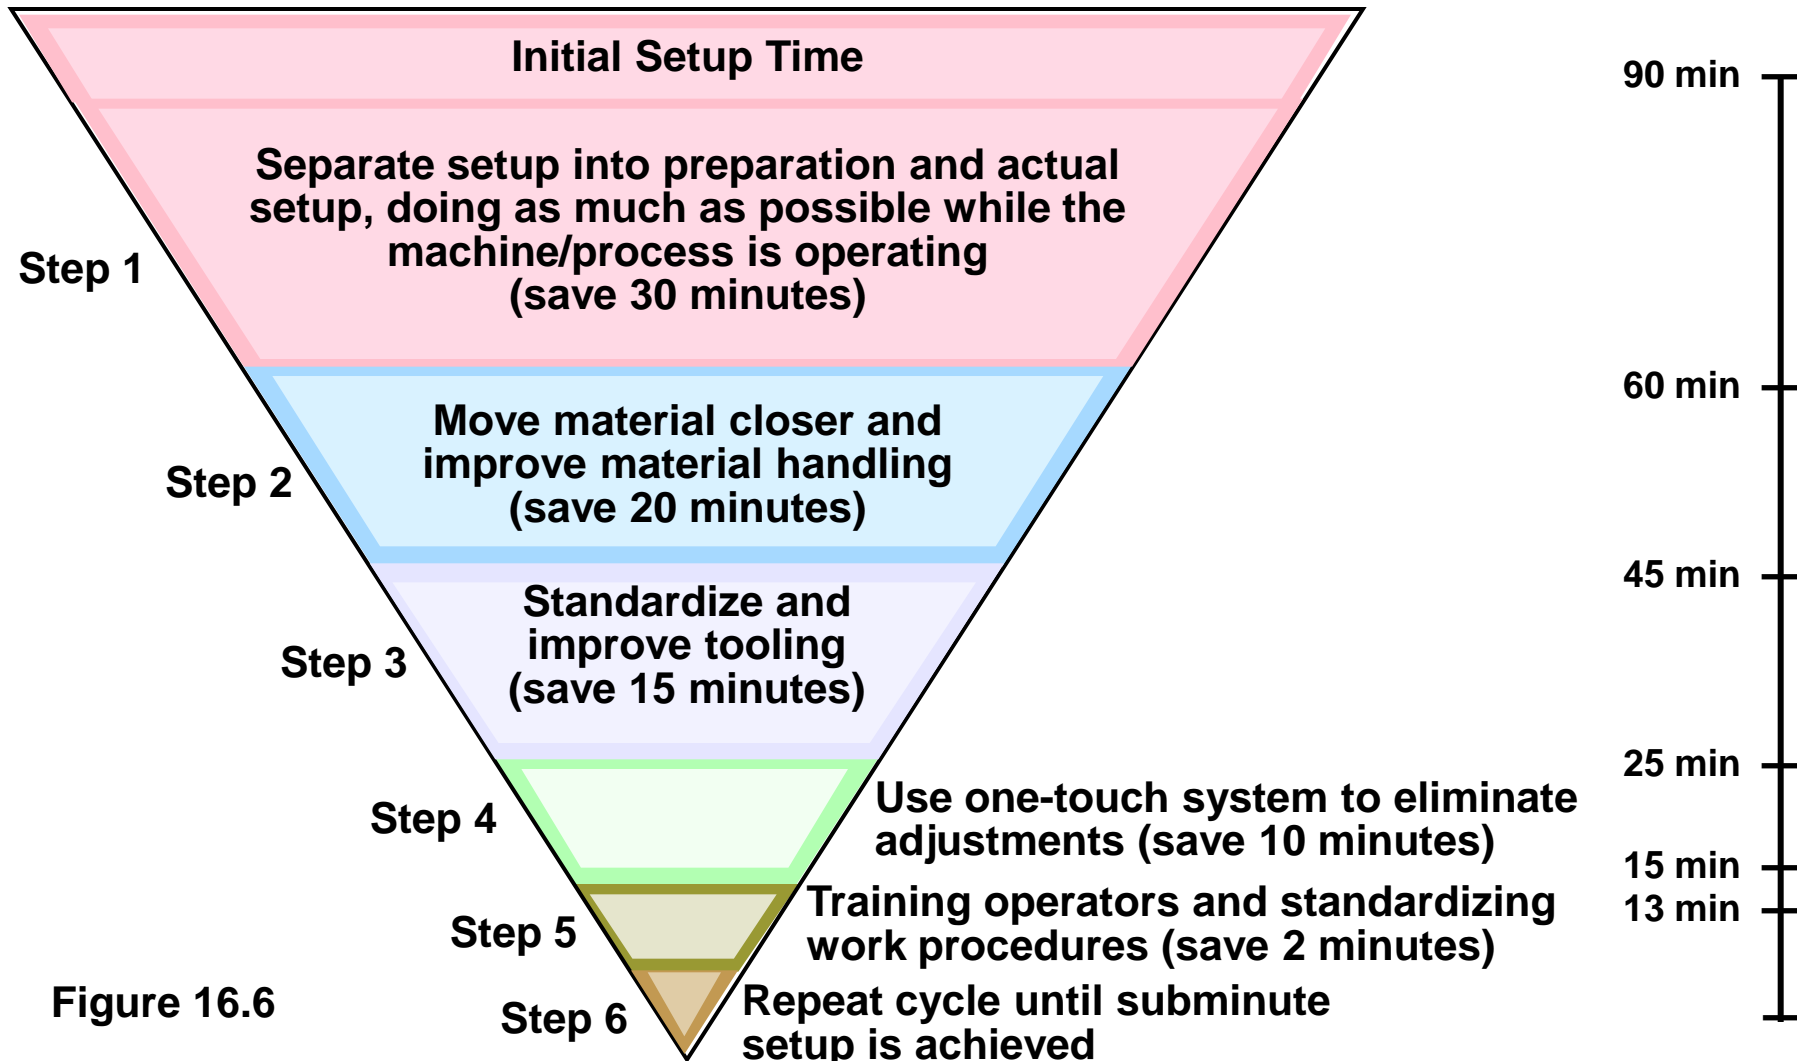 Initial Setup Time
90 min
Separate setup into preparation and actual
setup, doing as much as possible while the
machine/process is operating
(save 30 minutes)
Step 1
60 min
Move material closer and
improve material handling
(save 20 minutes)
Step 2
45 min
Standardize and
improve tooling
(save 15 minutes)
Step 3
25 min
Use one-touch system to eliminate
adjustments (save 10 minutes)
Step 4
15 min
Training operators and standardizing
work procedures (save 2 minutes)
Step 5
13 min
Repeat cycle until subminute
setup is achieved
Step 6
Figure 16.6